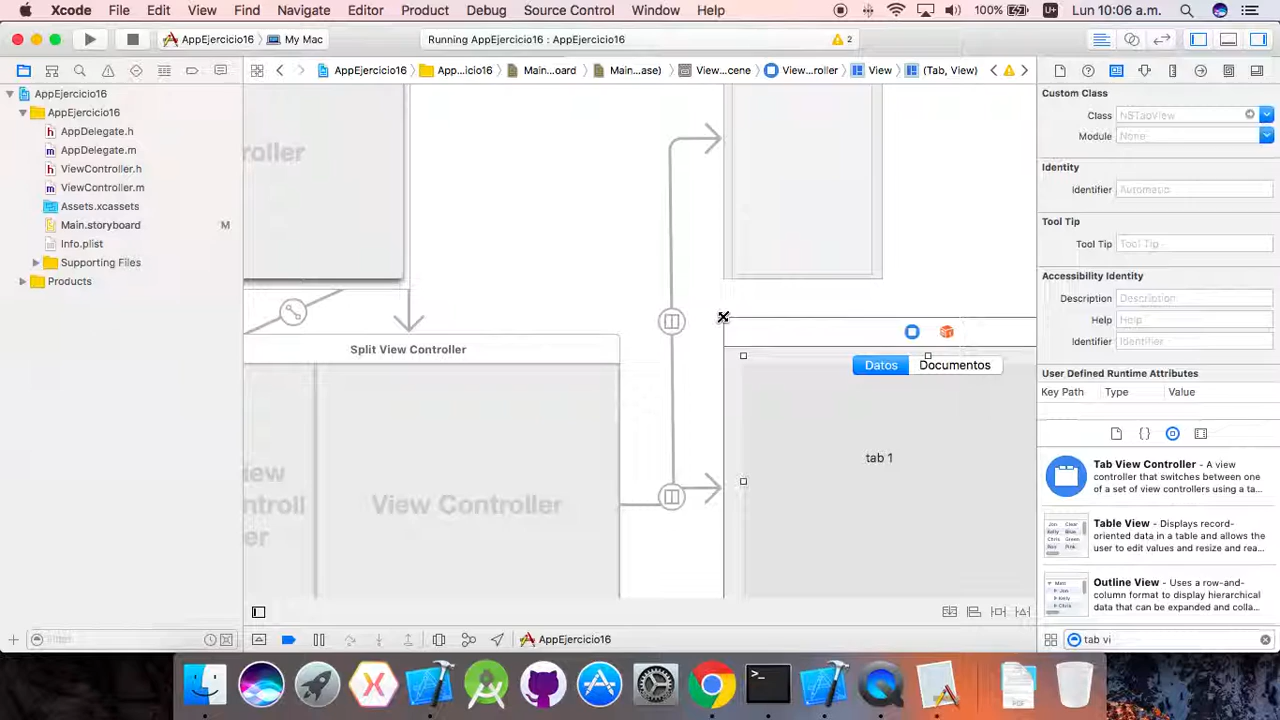 Xcode File Edit View Find Navigate Editor Product Debug Source Control Window Help 100% U+ Lun 10:06 a.m.
AppEjercicio16 My Mac Running AppEjercicio16 : AppEjercicio16 2
AppEjercicio16 App...icio16 Main...oard Main...ase) View...cene View...roller View (Tab, View)
AppEjercicio16
AppEjercicio16
h AppDelegate.h
m AppDelegate.m
h ViewController.h
m ViewController.m
Assets.xcassets
Main.storyboard M
Info.plist
Supporting Files
Products
Filter
Split View Controller
View Controller
Datos Documentos
tab 1
AppEjercicio16
Custom Class
Class NSTabView
Module None
Identity
Identifier Automatic
Tool Tip
Tool Tip Tool Tip
Accessibility Identity
Description Description
Help Help
Identifier Identifier
User Defined Runtime Attributes
Key Path Type Value
Tab View Controller - A view
controller that switches between one
of a set of view controllers using a ta...
Table View - Displays record-
oriented data in a table and allows the
user to edit values and resize and rea...
Outline View - Uses a row-and-
column format to display hierarchical
data that can be expanded and colla...
tab vi